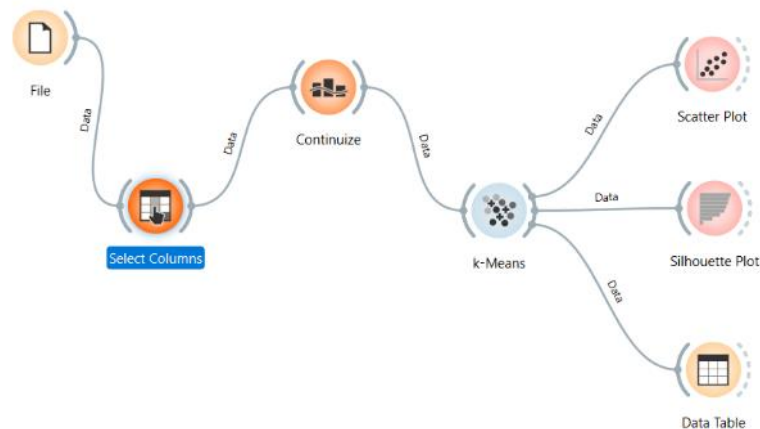 File
Data
Select Columns
Data
Continuize
Data
k-Means
Data
Scatter Plot
Data
Silhouette Plot
Data
Data Table